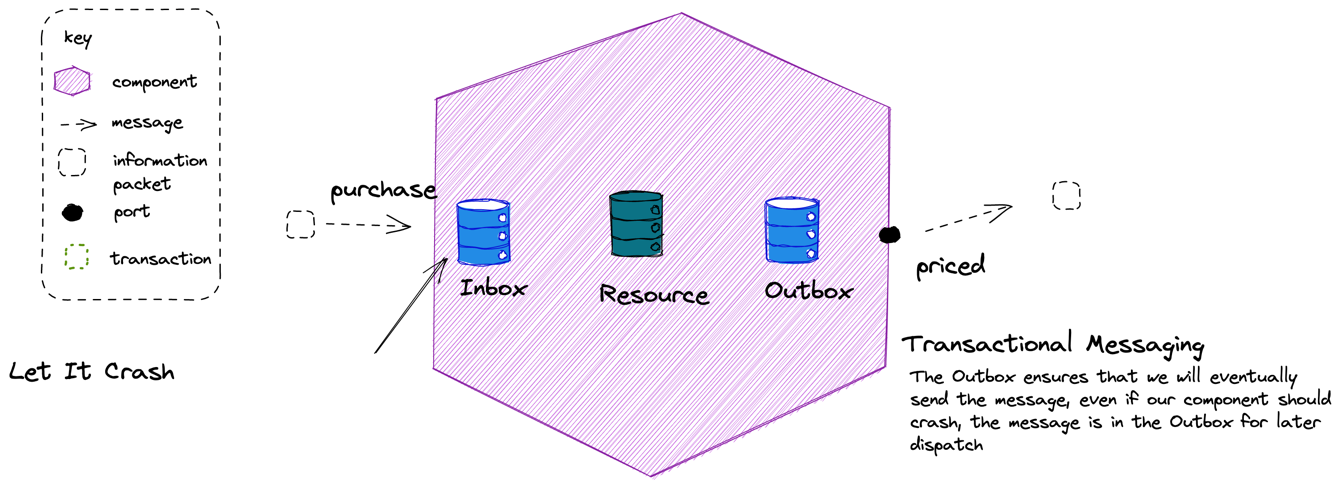 key
component
message
information
packet
port
transaction
purchase
Inbox
Resource
Outbox
priced
Let It Crash
Transactional Messaging
The Outbox ensures that we will eventually
send the message, even if our component should
crash, the message is in the Outbox for later
dispatch